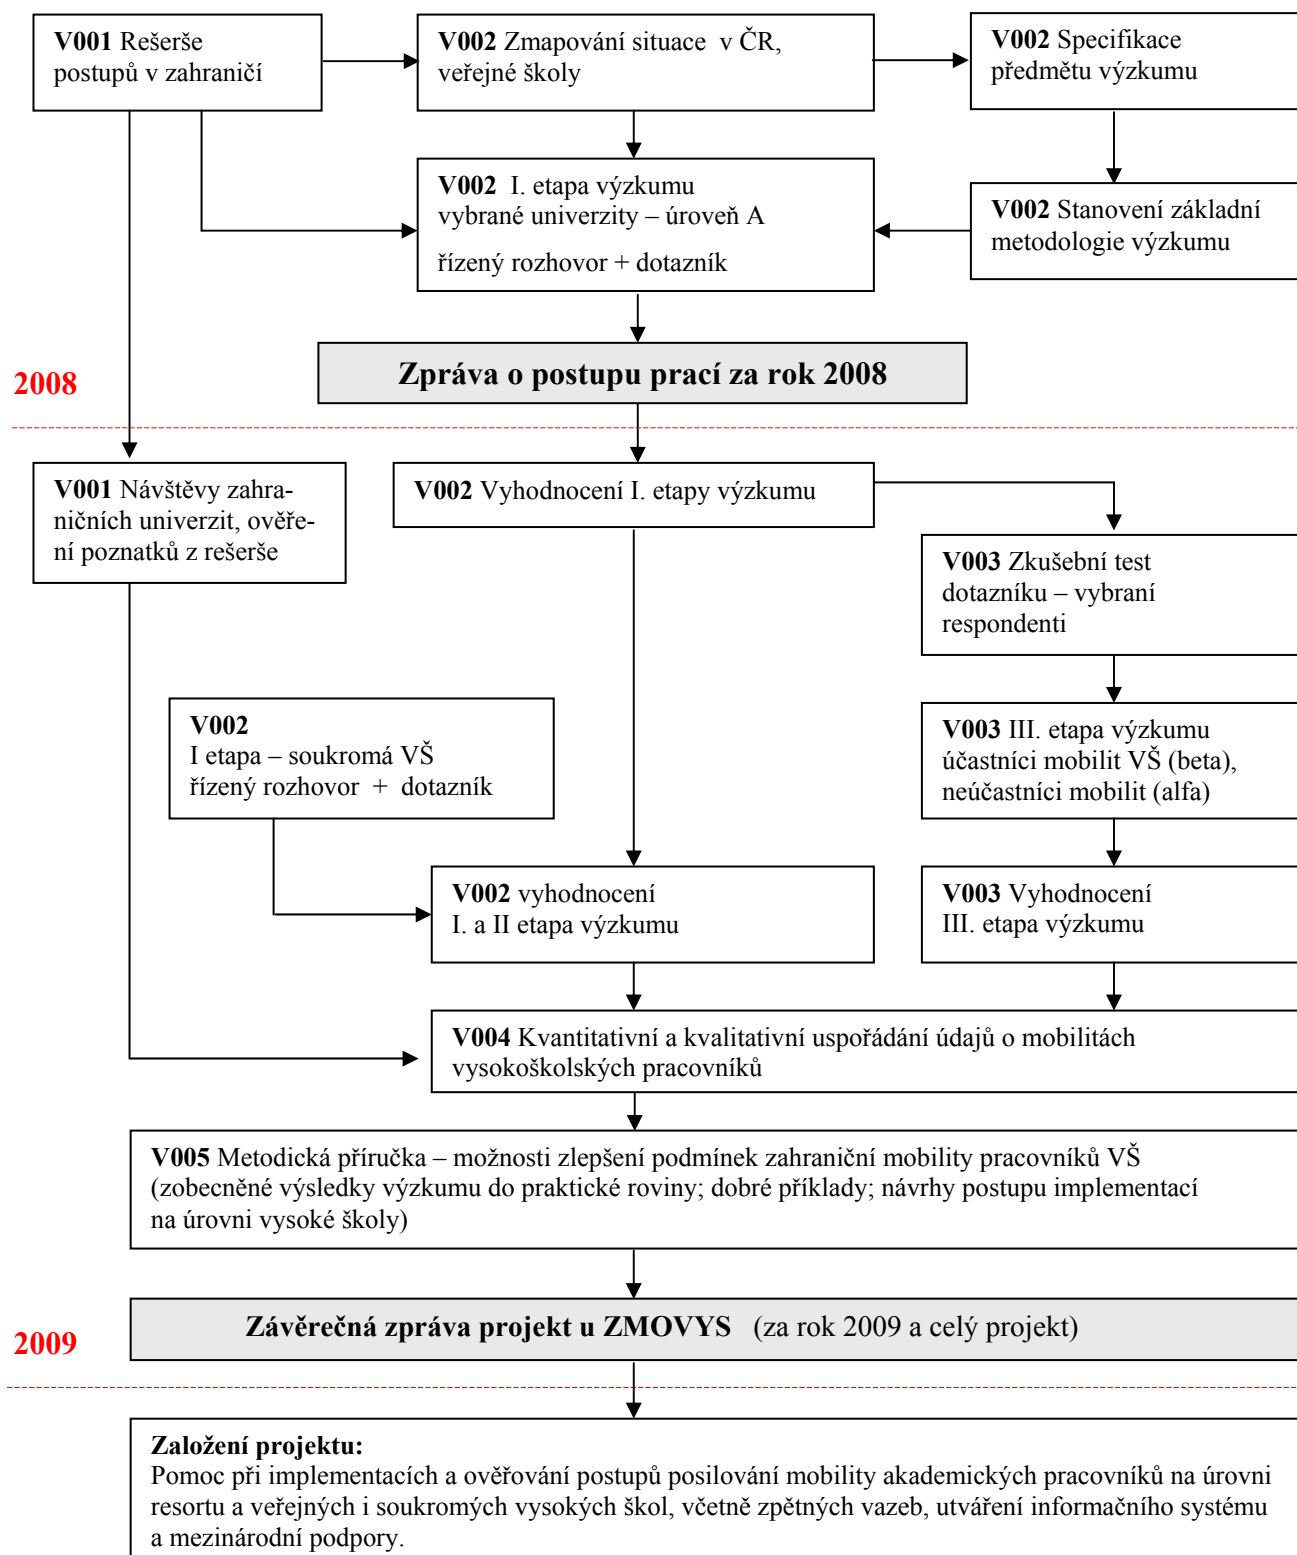 V001 Rešerše
postupů v zahraničí
V002 Zmapování situace v ČR,
veřejné školy
V002 Specifikace
předmětu výzkumu
V002 I. etapa výzkumu
vybrané univerzity – úroveň A
řízený rozhovor + dotazník
V002 Stanovení základní
metodologie výzkumu
Zpráva o postupu prací za rok 2008
2008
V001 Návštěvy zahra-
ničních univerzit, ověře-
ní poznatků z rešerše
V002 Vyhodnocení I. etapy výzkumu
V003 Zkušební test
dotazníku – vybraní
respondenti
V002
I etapa – soukromá VŠ
řízený rozhovor + dotazník
V003 III. etapa výzkumu
účastníci mobilit VŠ (beta),
neúčastníci mobilit (alfa)
V002 vyhodnocení
I. a II etapa výzkumu
V003 Vyhodnocení
III. etapa výzkumu
V004 Kvantitativní a kvalitativní uspořádání údajů o mobilitách
vysokoškolských pracovníků
V005 Metodická příručka – možnosti zlepšení podmínek zahraniční mobility pracovníků VŠ
(zobecněné výsledky výzkumu do praktické roviny; dobré příklady; návrhy postupu implementací
na úrovni vysoké školy)
Závěrečná zpráva projekt u ZMOVYS (za rok 2009 a celý projekt)
2009
Založení projektu:
Pomoc při implementacích a ověřování postupů posilování mobility akademických pracovníků na úrovni
resortu a veřejných i soukromých vysokých škol, včetně zpětných vazeb, utváření informačního systému
a mezinárodní podpory.